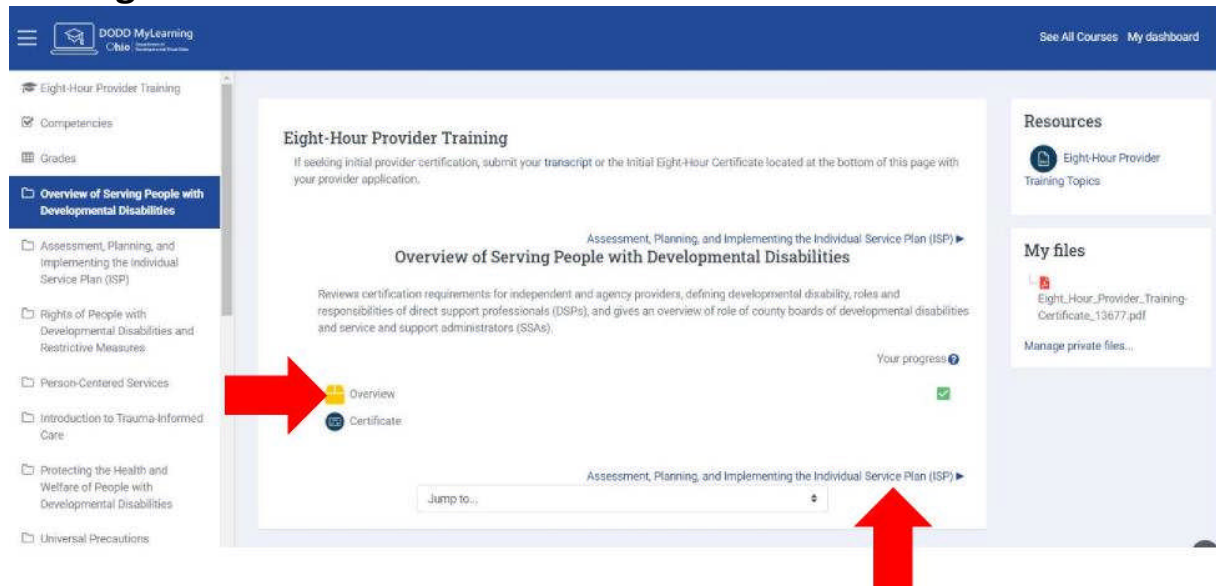 DODD MyLearning
Ohio
See All Courses My dashboard
Eight-Hour Provider Training
Competencies
Grades
Overview of Serving People with
Developmental Disabilities
Assessment, Planning, and
Implementing the Individual
Service Plan (ISP)
Rights of People with
Developmental Disabilities and
Restrictive Measures
Person-Centered Services
Introduction to Trauma-Informed
Care
Protecting the Health and
Welfare of People with
Developmental Disabilities
Universal Precautions
Eight-Hour Provider Training
If seeking initial provider certification, submit your transcript or the Initial Eight-Hour Certificate located at the bottom of this page with
your provider application.
Assessment, Planning, and Implementing the Individual Service Plan (ISP) ►
Overview of Serving People with Developmental Disabilities
Reviews certification requirements for independent and agency providers, defining developmental disability, roles and
responsibilities of direct support professionals (DSPs), and gives an overview of role of county boards of developmental disabilities
and service and support administrators (SSAs).
Your progress
Overview
Certificate
Assessment, Planning, and Implementing the Individual Service Plan (ISP) ►
Jump to...
Resources
Eight-Hour Provider
Training Topics
My files
Eight_Hour_Provider_Training-
Certificate_13677.pdf
Manage private files...